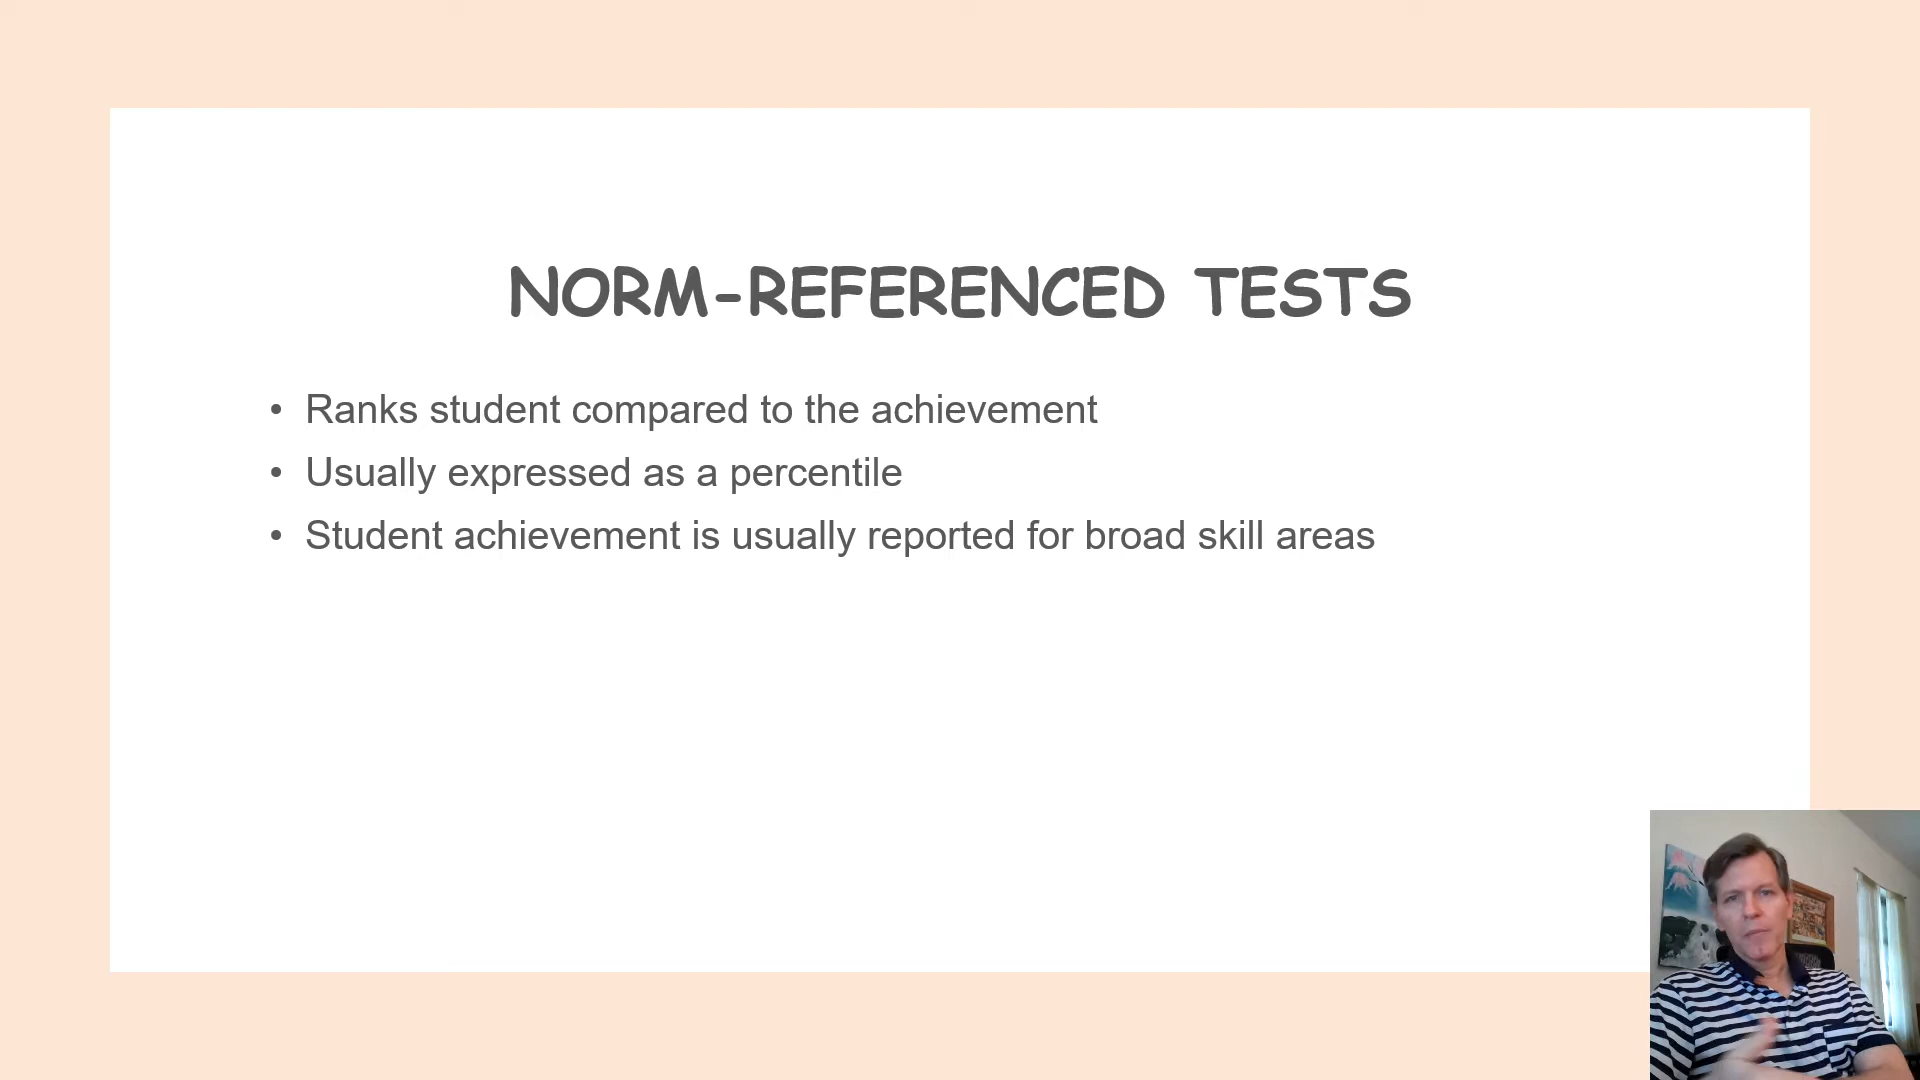 NORM-REFERENCED TESTS
• Ranks student compared to the achievement
• Usually expressed as a percentile
• Student achievement is usually reported for broad skill areas